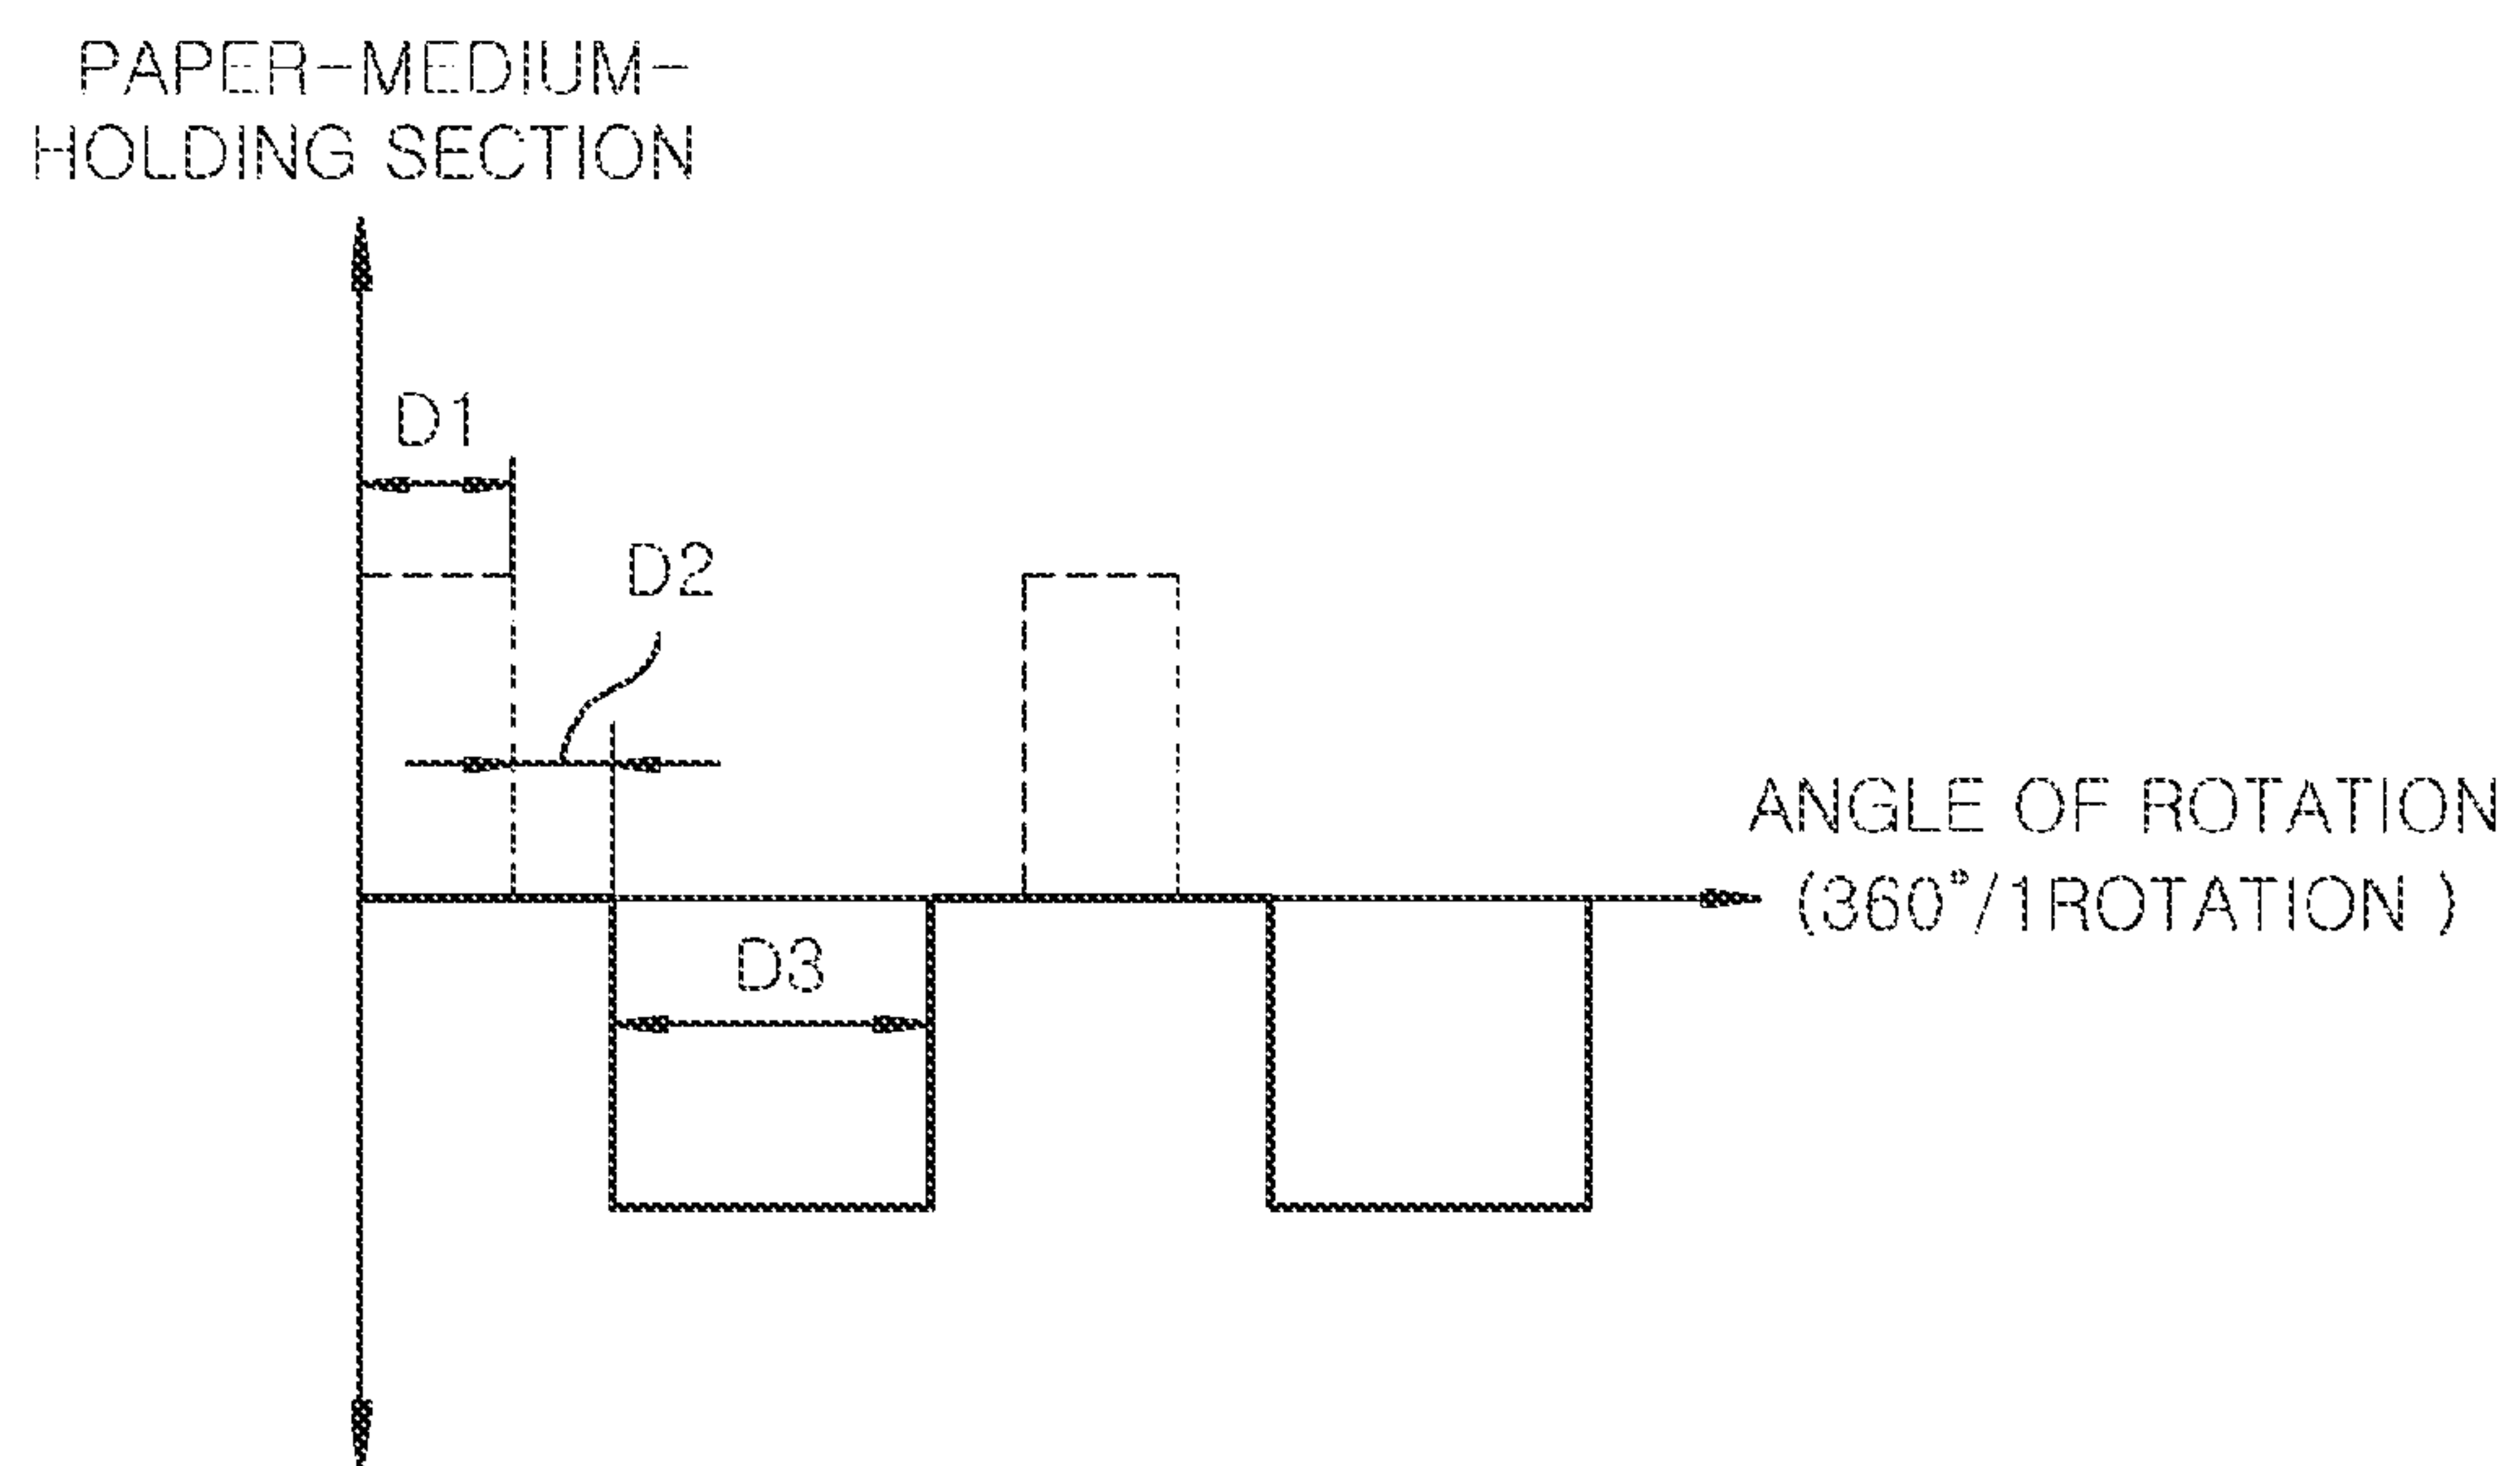 PAPER-MEDIUM-
HOLDING SECTION
D1
D2
ANGLE OF ROTATION
(360°/1ROTATION )
D3